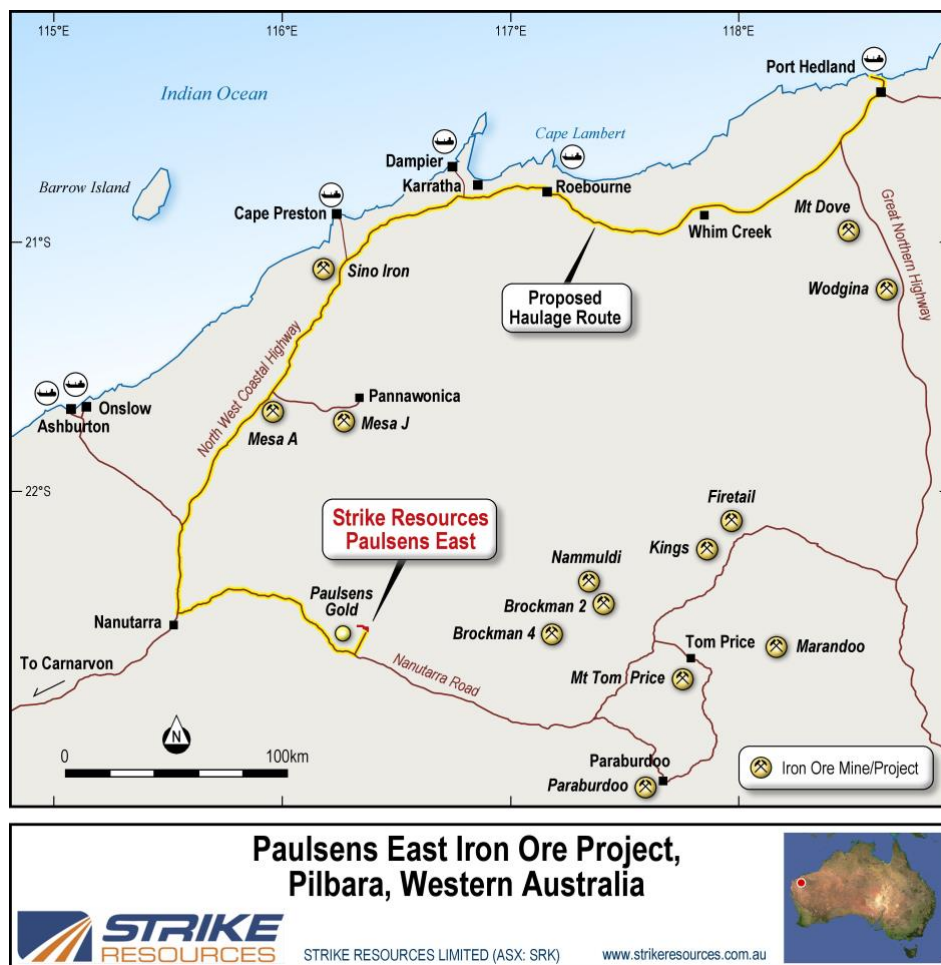 115°E
116°E
117°E
118°E
Port Hedland
Indian Ocean
Cape Lambert
Dampier
Barrow Island
Karratha
Roebourne
Cape Preston
Mt Dove
Great Northern Highway
21°S
Whim Creek
Sino Iron
Wodgina
Proposed
Haulage Route
North West Coastal Highway
Pannawonica
Onslow
Ashburton
Mesa A
Mesa J
22°S
Firetail
Strike Resources
Paulsens East
Kings
Nammuldi
Paulsens
Gold
Brockman 2
Nanutarra
Brockman 4
Tom Price
Marandoo
To Carnarvon
Nanutarra Road
Mt Tom Price
N
0
100km
Paraburdoo
Paraburdoo
Iron Ore Mine/Project
Paulsens East Iron Ore Project,
Pilbara, Western Australia
STRIKE
RESOURCES
STRIKE RESOURCES LIMITED (ASX: SRK)
www.strikeresources.com.au